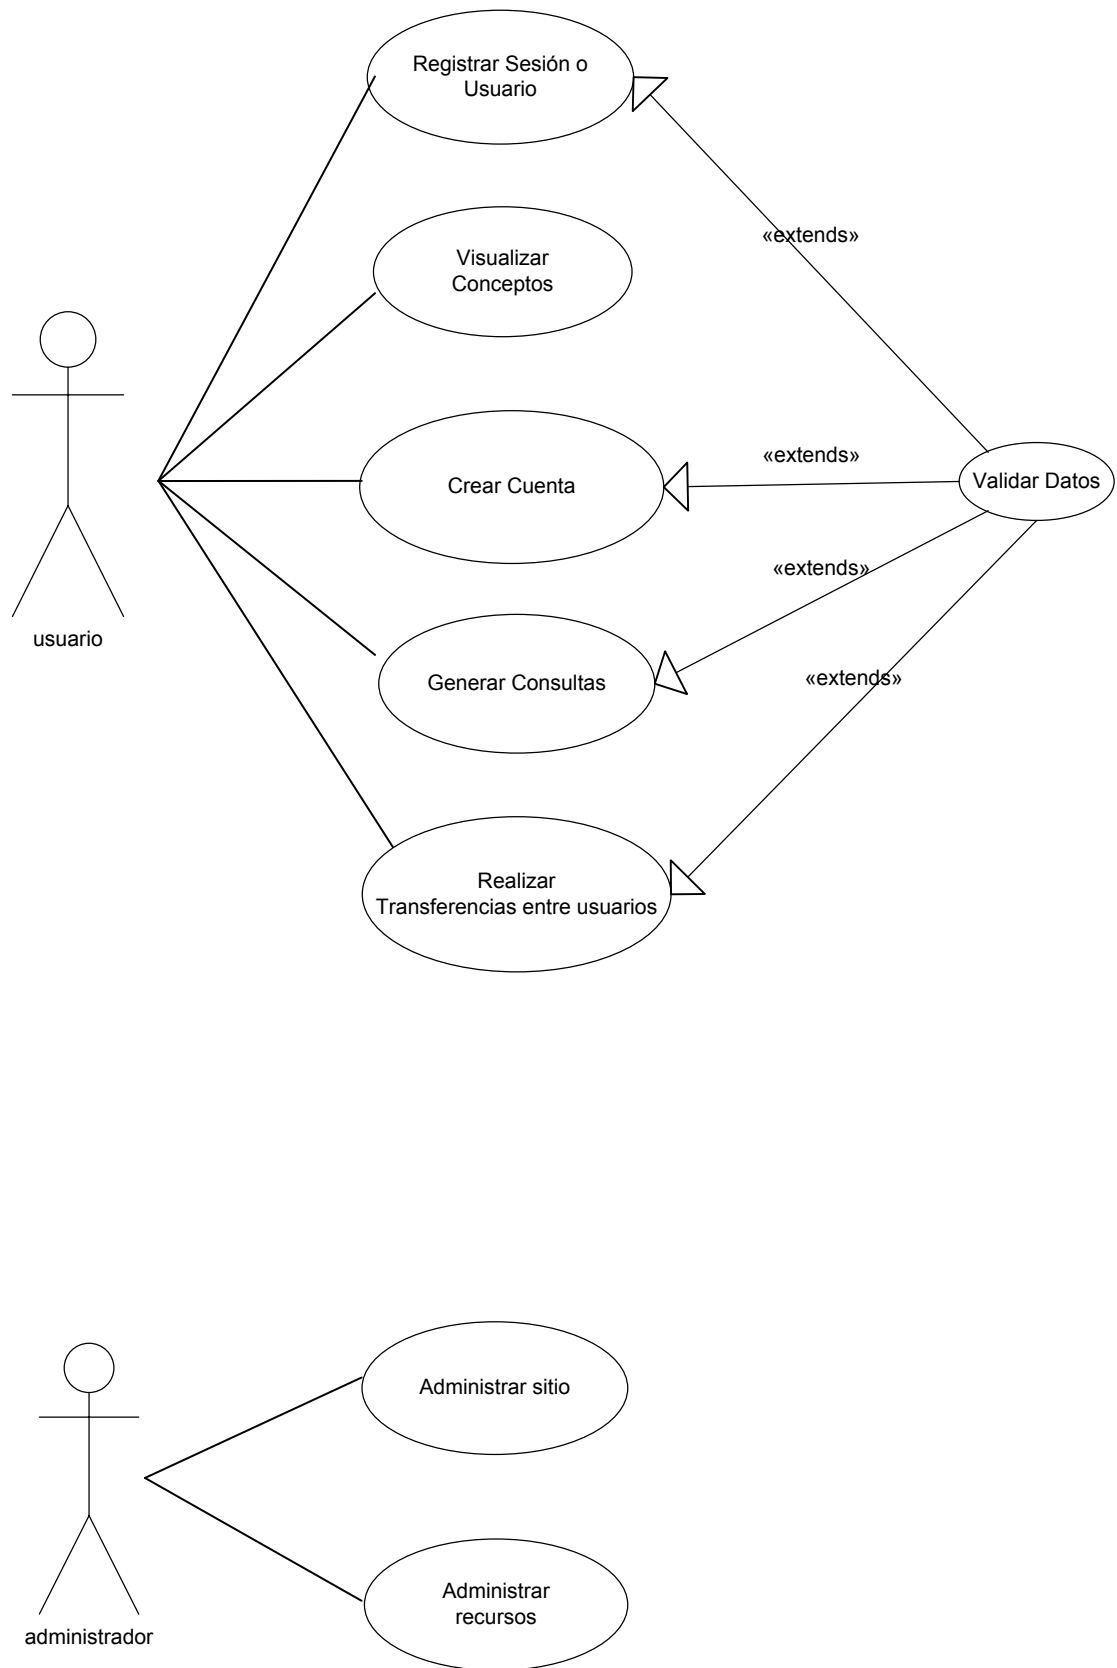 Registrar Sesión o
Usuario
«extends»
Visualizar
Conceptos
«extends»
Crear Cuenta
Validar Datos
«extends»
usuario
Generar Consultas
«extends»
Realizar
Transferencias entre usuarios
Administrar sitio
Administrar
recursos
administrador